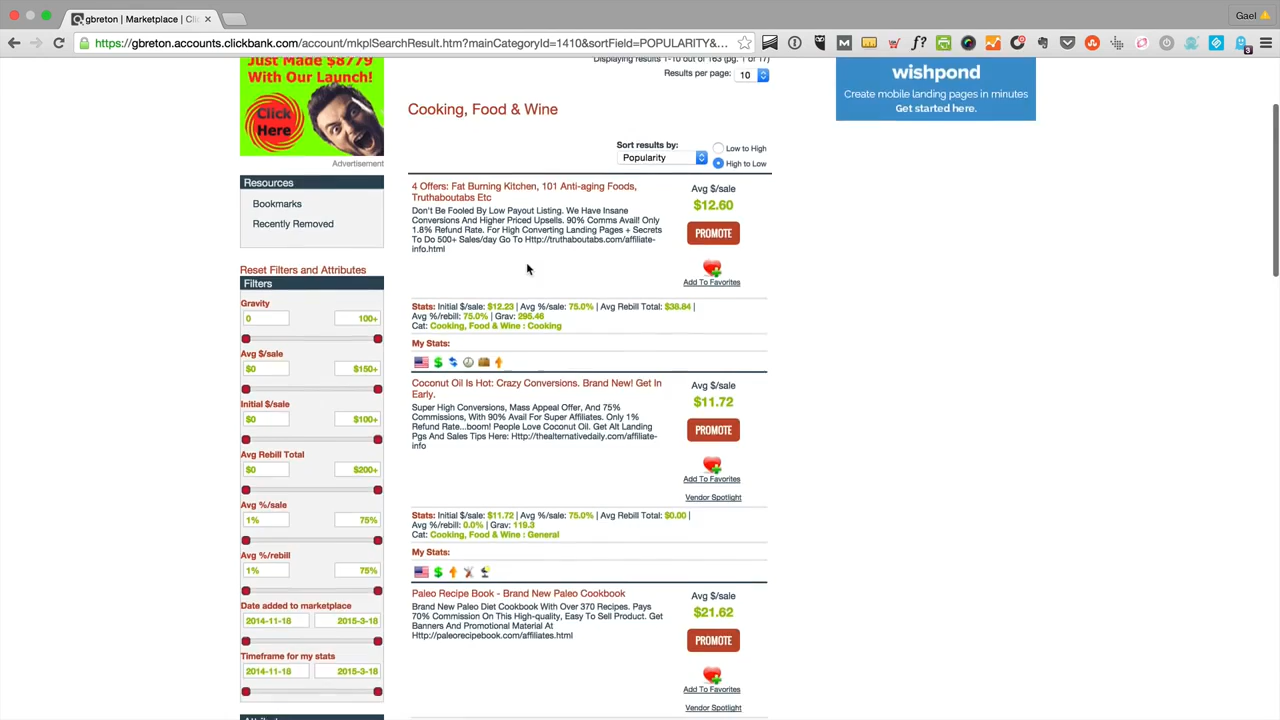 gbreton | Marketplace | Cli
Gael
https://gbreton.accounts.clickbank.com/account/mkplSearchResult.htm?mainCategoryId=1410&sortField=POPULARITY&...
3
Just Made $8779
With Our Launch!
Click
Here
Advertisement
Resources
Bookmarks
Recently Removed
Reset Filters and Attributes
Filters
Gravity
0 100+
Avg $/sale
$0 $150+
Initial $/sale
$0 $100+
Avg Rebill Total
$0 $200+
Avg %/sale
1% 75%
Avg %/rebill
1% 75%
Date added to marketplace
2014-11-18 2015-3-18
Timeframe for my stats
2014-11-18 2015-3-18
Displaying results 1-10 out of 163 (pg. 1 of 17)
Results per page: 10
Cooking, Food & Wine
Sort results by:
Popularity
Low to High
High to Low
4 Offers: Fat Burning Kitchen, 101 Anti-aging Foods,
Truthaboutabs Etc
Don't Be Fooled By Low Payout Listing. We Have Insane
Conversions And Higher Priced Upsells. 90% Comms Avail! Only
1.8% Refund Rate. For High Converting Landing Pages + Secrets
To Do 500+ Sales/day Go To Http://truthaboutabs.com/affiliate-
info.html
Avg $/sale
$12.60
PROMOTE
Add To Favorites
Stats: Initial $/sale: $12.23 | Avg %/sale: 75.0% | Avg Rebill Total: $38.84 |
Avg %/rebill: 75.0% | Grav: 296.46
Cat: Cooking, Food & Wine : Cooking
My Stats:
Coconut Oil Is Hot: Crazy Conversions. Brand New! Get In
Early.
Super High Conversions, Mass Appeal Offer, And 75%
Commissions, With 90% Avail For Super Affiliates. Only 1%
Refund Rate...boom! People Love Coconut Oil. Get Alt Landing
Pgs And Sales Tips Here: Http://thealternativedaily.com/affiliate-
info
Avg $/sale
$11.72
PROMOTE
Add To Favorites
Vendor Spotlight
Stats: Initial $/sale: $11.72 | Avg %/sale: 75.0% | Avg Rebill Total: $0.00 |
Avg %/rebill: 0.0% | Grav: 119.3
Cat: Cooking, Food & Wine : General
My Stats:
Paleo Recipe Book - Brand New Paleo Cookbook
Brand New Paleo Diet Cookbook With Over 370 Recipes. Pays
70% Commission On This High-quality, Easy To Sell Product. Get
Banners And Promotional Material At
Http://paleorecipebook.com/affiliates.html
Avg $/sale
$21.62
PROMOTE
Add To Favorites
Vendor Spotlight
wishpond
Create mobile landing pages in minutes
Get started here.